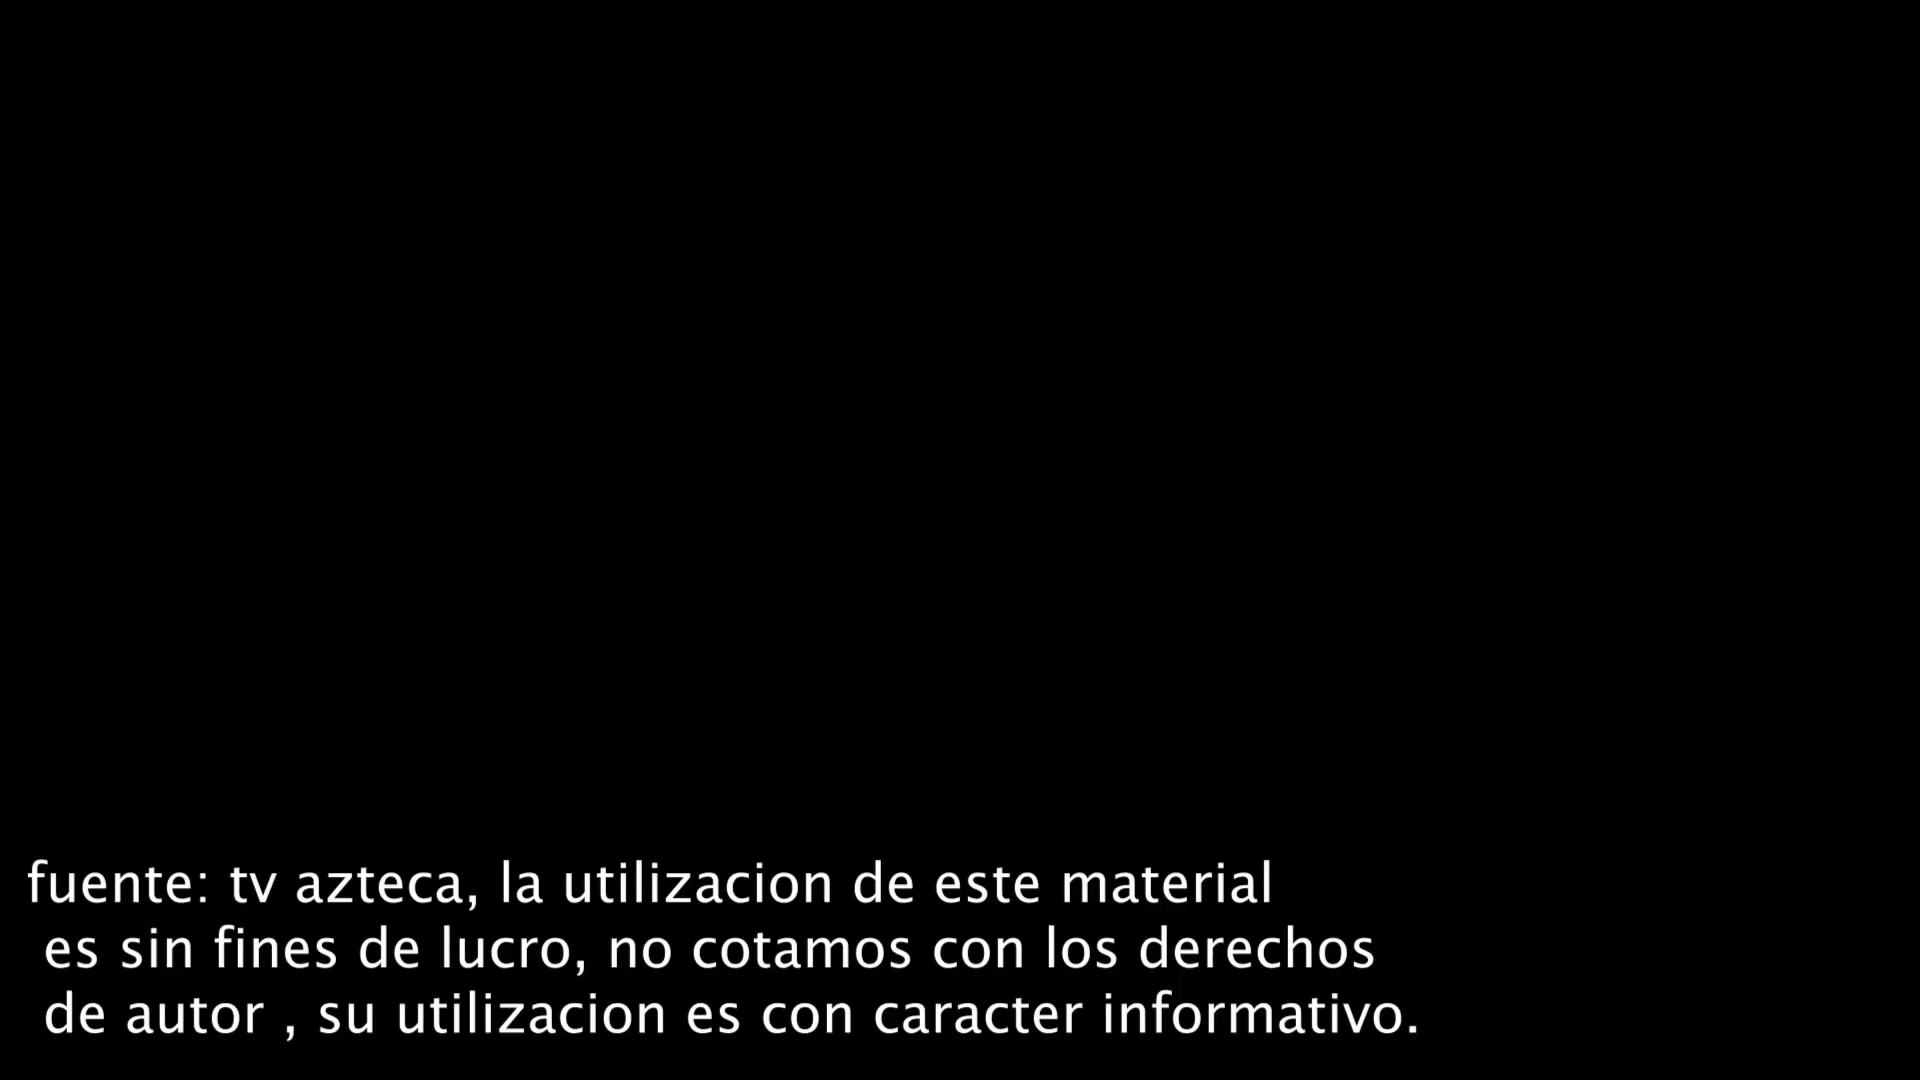 fuente: tv azteca, la utilizacion de este material
es sin fines de lucro, no cotamos con los derechos
de autor , su utilizacion es con caracter informativo.